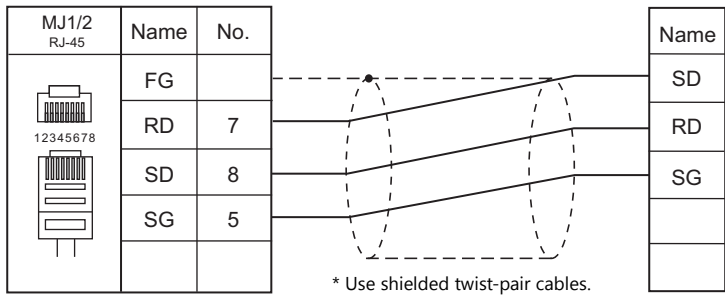 MJ1/2 Name No.
RJ-45
FG
RD 7
12345678
SD 8
SG 5
Name
SD
RD
SG
* Use shielded twist-pair cables.